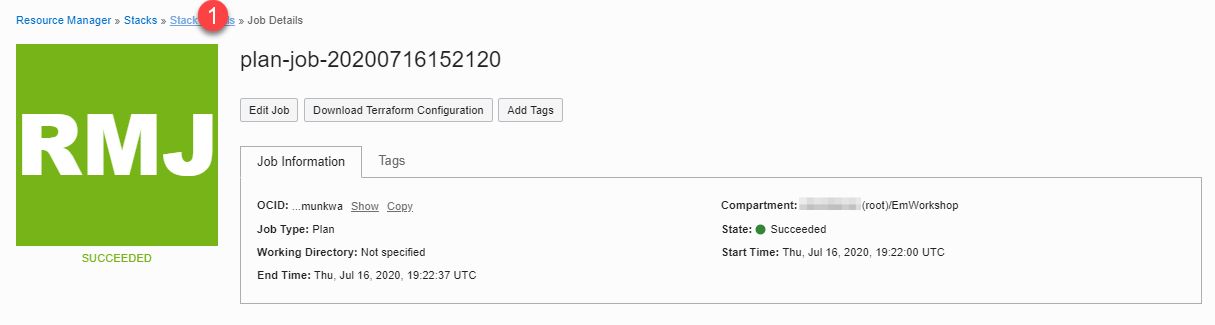 Resource Manager » Stacks » Stack » Job Details
1
RMJ
SUCCEEDED
plan-job-20200716152120
Edit Job Download Terraform Configuration Add Tags
Job Information Tags
OCID: ...munkwa Show Copy
Compartment: (root)/EmWorkshop
Job Type: Plan
State: Succeeded
Working Directory: Not specified
Start Time: Thu, Jul 16, 2020, 19:22:00 UTC
End Time: Thu, Jul 16, 2020, 19:22:37 UTC